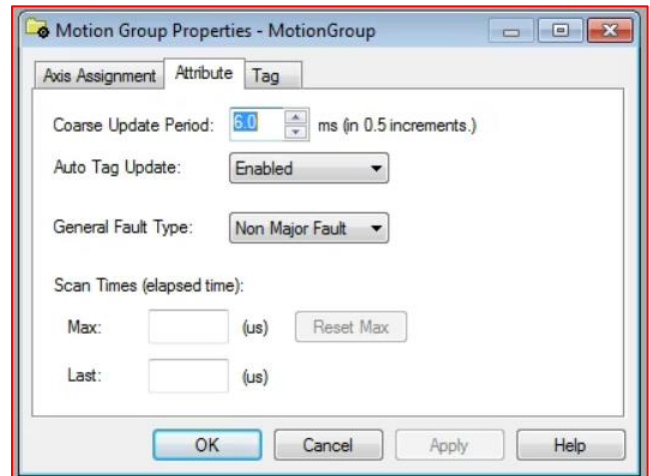 Motion Group Properties - MotionGroup
Axis Assignment Attribute Tag
Coarse Update Period: 6.0 ms (in 0.5 increments.)
Auto Tag Update: Enabled
General Fault Type: Non Major Fault
Scan Times (elapsed time):
Max: (us) Reset Max
Last: (us)
OK Cancel Apply Help